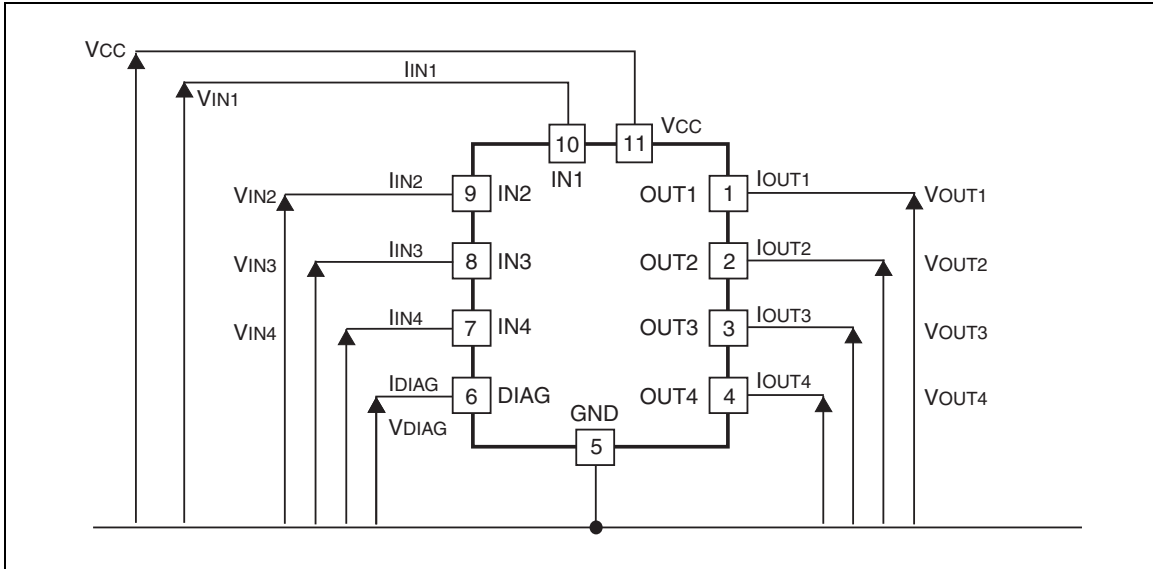 VCC
IIN1
VIN1
10
11
VCC
IN1
VIN2
IIN2
9
IN2
OUT1
1
IOUT1
VOUT1
VIN3
IIN3
8
IN3
OUT2
2
IOUT2
VOUT2
VIN4
IIN4
7
IN4
OUT3
3
IOUT3
VOUT3
IDIAG
6
DIAG
OUT4
4
IOUT4
VOUT4
VDIAG
GND
5